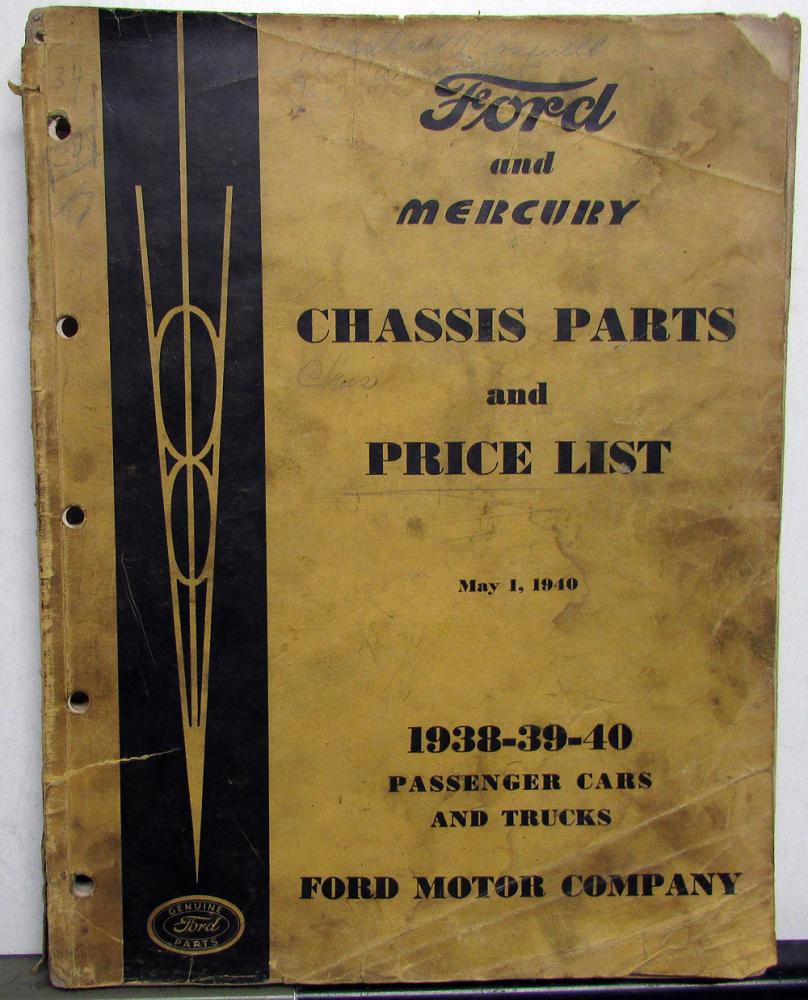 34
Ford
and
MERCURY
CHASSIS PARTS
and
PRICE LIST
May 1, 1940
1938-39-40
PASSENGER CARS
AND TRUCKS
FORD MOTOR COMPANY
GENUINE
Ford
PARTS